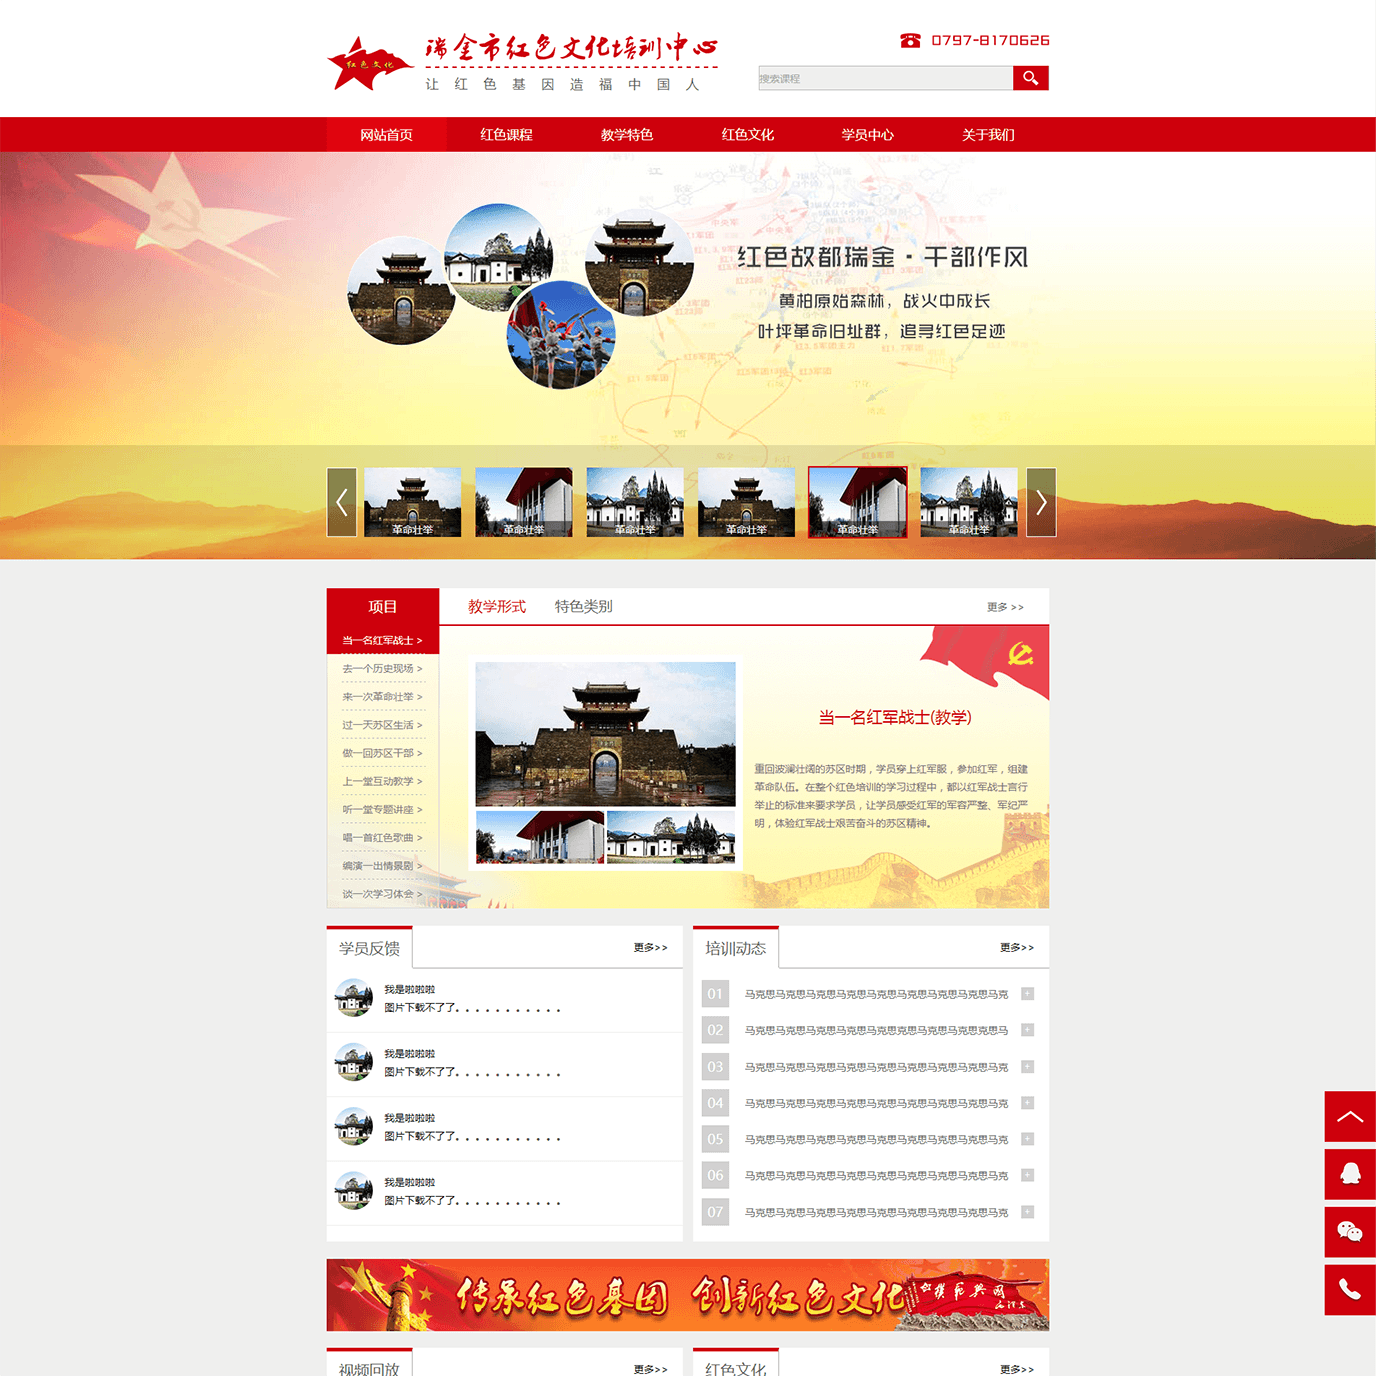 红色文化
瑞金市红色文化培训中心
让红色基因造福中国人
0797-8170626
搜索课程
网站首页
红色课程
教学特色
红色文化
学员中心
关于我们
红色故都瑞金·干部作风
黄柏原始森林，战火中成长
叶坪革命旧址群，追寻红色足迹
革命壮举
革命壮举
革命壮举
革命壮举
革命壮举
革命壮举
项目
教学形式
特色类别
更多 >>
当一名红军战士 >
去一个历史现场 >
来一次革命壮举 >
过一天苏区生活 >
做一回苏区干部 >
上一堂互动教学 >
听一堂专题讲座 >
唱一首红色歌曲 >
编演一出情景剧 >
谈一次学习体会 >
当一名红军战士(教学)
重回波澜壮阔的苏区时期，学员穿上红军服，参加红军，组建
革命队伍。在整个红色培训的学习过程中，都以红军战士言行
举止的标准来要求学员，让学员感受红军的军容严整、军纪严
明，体验红军战士艰苦奋斗的苏区精神。
学员反馈
更多>>
我是啦啦啦
图片下载不了了。。。。。。。。。。。
我是啦啦啦
图片下载不了了。。。。。。。。。。。
我是啦啦啦
图片下载不了了。。。。。。。。。。。
我是啦啦啦
图片下载不了了。。。。。。。。。。。
培训动态
更多>>
01 马克思马克思马克思马克思马克思马克思马克思马克思马克 +
02 马克思马克思马克思马克思马克思克思马克思马克思克思马 +
03 马克思马克思马克思马克思马克思马克思马克思马克思马克 +
04 马克思马克思马克思马克思马克思马克思马克思马克思马克 +
05 马克思马克思马克思马克思马克思马克思马克思马克思马克 +
06 马克思马克思马克思马克思马克思马克思马克思马克思马克 +
07 马克思马克思马克思马克思马克思马克思马克思马克思马克 +
传承红色基因 创新红色文化
视频回放
更多>>
红色文化
更多>>